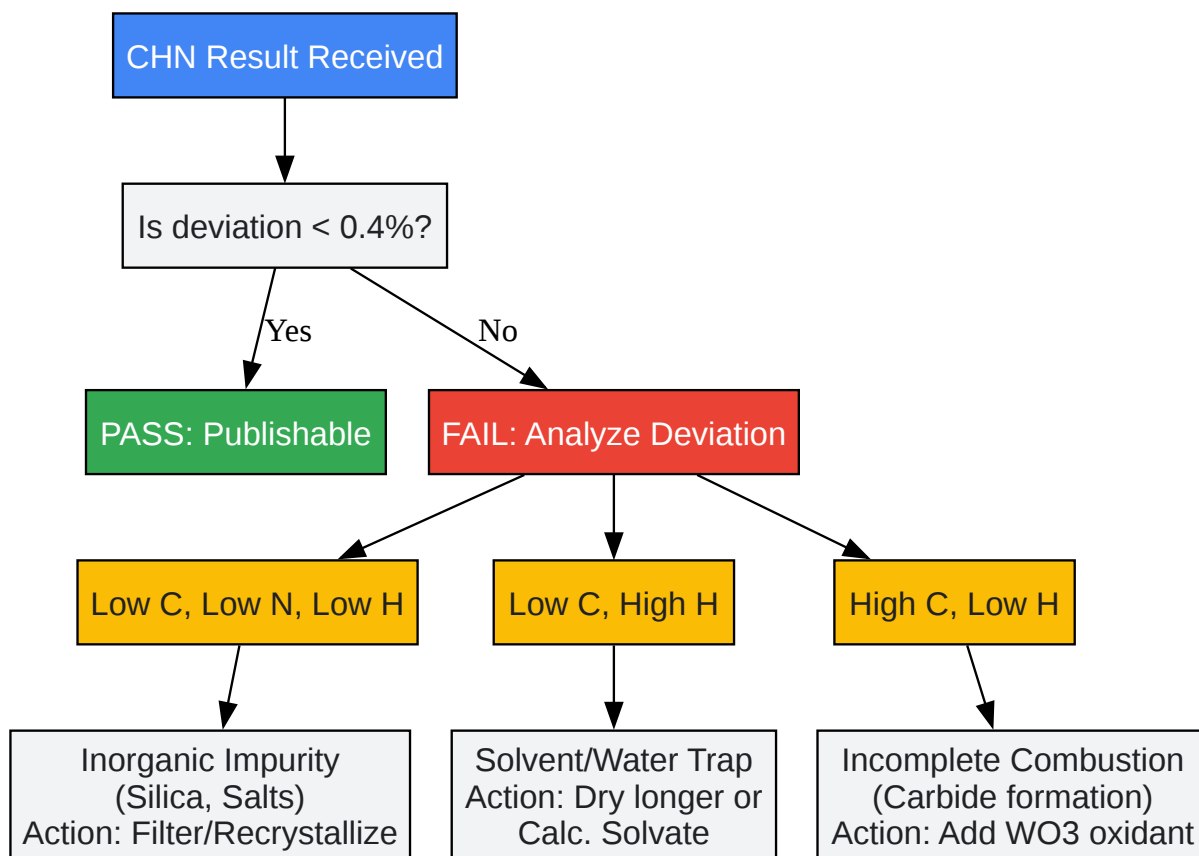 CHN Result Received
Is deviation < 0.4%?
Yes
No
PASS: Publishable
FAIL: Analyze Deviation
Low C, Low N, Low H
Low C, High H
High C, Low H
Inorganic Impurity
(Silica, Salts)
Action: Filter/Recrystallize
Solvent/Water Trap
Action: Dry longer or
Calc. Solvate
Incomplete Combustion
(Carbide formation)
Action: Add WO3 oxidant